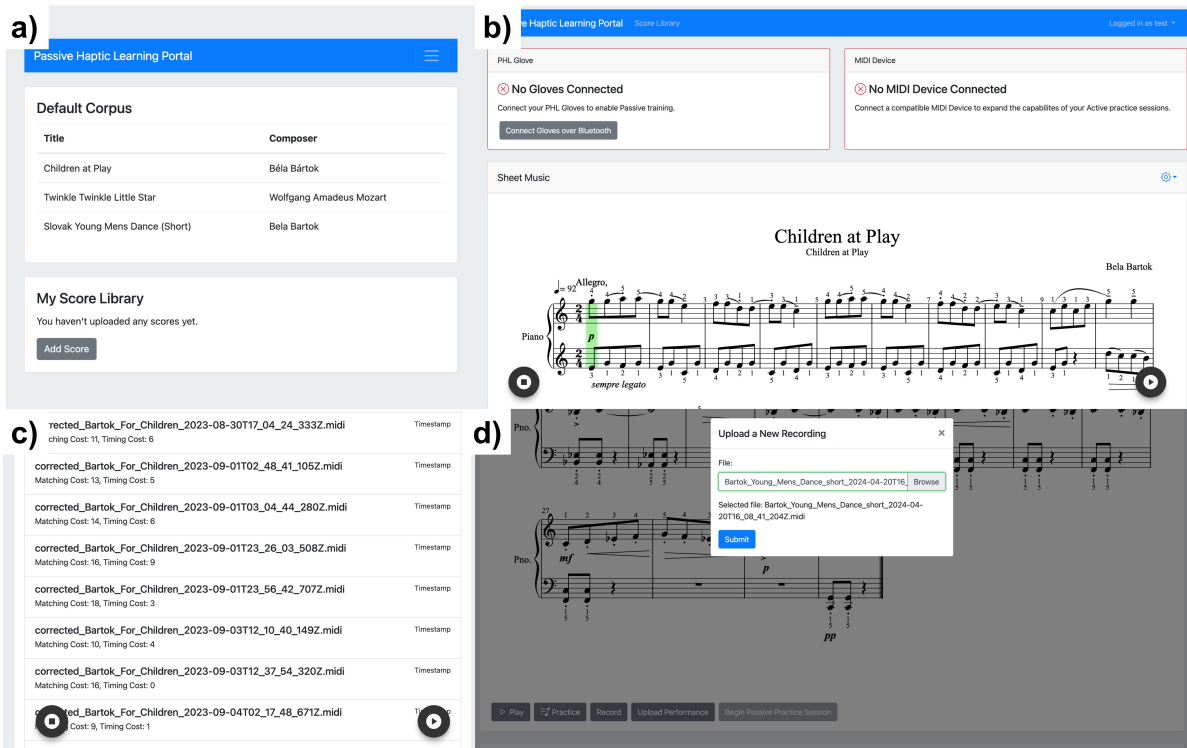 a)
Passive Haptic Learning Portal
Default Corpus
Title Composer
Children at Play Béla Bártok
Twinkle Twinkle Little Star Wolfgang Amadeus Mozart
Slovak Young Mens Dance (Short) Bela Bartok
My Score Library
You haven't uploaded any scores yet.
Add Score
b)
Haptic Learning Portal Score Library Logged in as test
PHL Glove
No Gloves Connected
Connect your PHL Gloves to enable Passive training.
Connect Gloves over Bluetooth
MIDI Device
No MIDI Device Connected
Connect a compatible MIDI Device to expand the capabilites of your Active practice sessions.
Sheet Music
Children at Play
Children at Play
Bela Bartok
= 92 Allegro,
Piano
p
sempre legato
c)
rrected_Bartok_For_Children_2023-08-30T17_04_24_333Z.midi Timestamp
ching Cost: 11, Timing Cost: 6
corrected_Bartok_For_Children_2023-09-01T02_48_41_105Z.midi Timestamp
Matching Cost: 13, Timing Cost: 5
corrected_Bartok_For_Children_2023-09-01T03_04_44_280Z.midi Timestamp
Matching Cost: 14, Timing Cost: 6
corrected_Bartok_For_Children_2023-09-01T23_26_03_508Z.midi Timestamp
Matching Cost: 16, Timing Cost: 9
corrected_Bartok_For_Children_2023-09-01T23_56_42_707Z.midi Timestamp
Matching Cost: 18, Timing Cost: 3
corrected_Bartok_For_Children_2023-09-03T12_10_40_149Z.midi Timestamp
Matching Cost: 10, Timing Cost: 4
corrected_Bartok_For_Children_2023-09-03T12_37_54_320Z.midi Timestamp
Matching Cost: 16, Timing Cost: 0
corrected_Bartok_For_Children_2023-09-04T02_17_48_671Z.midi
Cost: 9, Timing Cost: 1
d)
Pno.
Upload a New Recording
File:
Bartok_Young_Mens_Dance_short_2024-04-20T16_ Browse
Selected file: Bartok_Young_Mens_Dance_short_2024-04-
20T16_08_41_204Z.midi
Submit
27
Pno.
mf
p
pp
Play Practice Record Upload Performance Begin Passive Practice Session